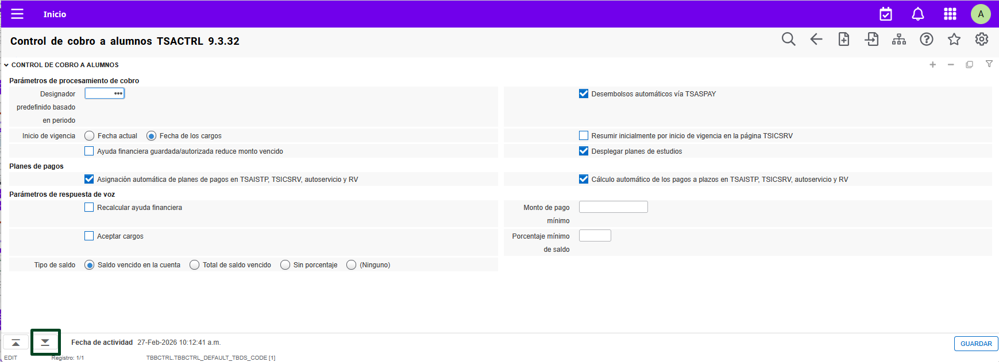 Inicio
A
Control de cobro a alumnos TSACTRL 9.3.32
CONTROL DE COBRO A ALUMNOS
Parámetros de procesamiento de cobro
Designador predefinido basado en periodo
Desembolsos automáticos vía TSASPAY
Inicio de vigencia Fecha actual Fecha de los cargos
Resumir inicialmente por inicio de vigencia en la página TSICSRV
Ayuda financiera guardada/autorizada reduce monto vencido
Desplegar planes de estudios
Planes de pagos
Asignación automática de planes de pagos en TSAISTP, TSICSRV, autoservicio y RV
Cálculo automático de los pagos a plazos en TSAISTP, TSICSRV, autoservicio y RV
Parámetros de respuesta de voz
Recalcular ayuda financiera
Monto de pago mínimo
Aceptar cargos
Porcentaje mínimo de saldo
Tipo de saldo Saldo vencido en la cuenta Total de saldo vencido Sin porcentaje (Ninguno)
Fecha de actividad 27-Feb-2026 10:12:41 a.m.
GUARDAR
EDIT Registro: 1/1 TBBCTRL.TBBCTRL_DEFAULT_TBDS_CODE [1]